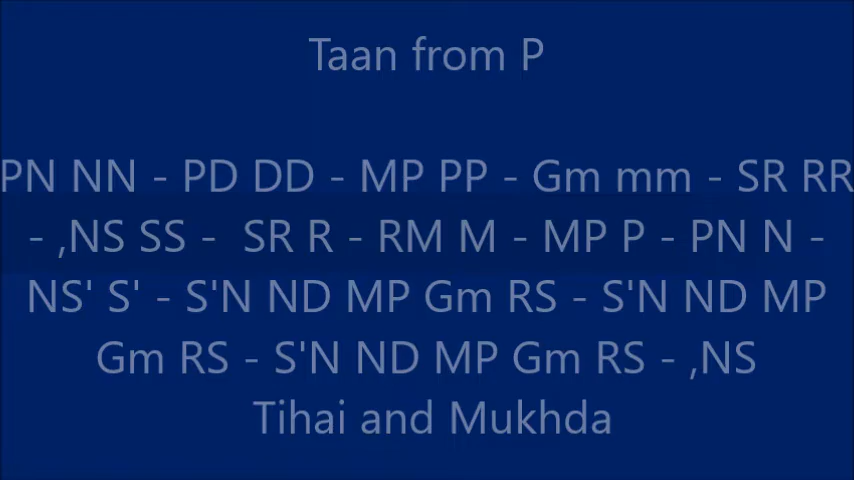 Taan from P
PN NN - PD DD - MP PP - Gm mm - SR RR
- ,NS SS - SR R - RM M - MP P - PN N -
NS' S' - S'N ND MP Gm RS - S'N ND MP
Gm RS - S'N ND MP Gm RS - ,NS
Tihai and Mukhda